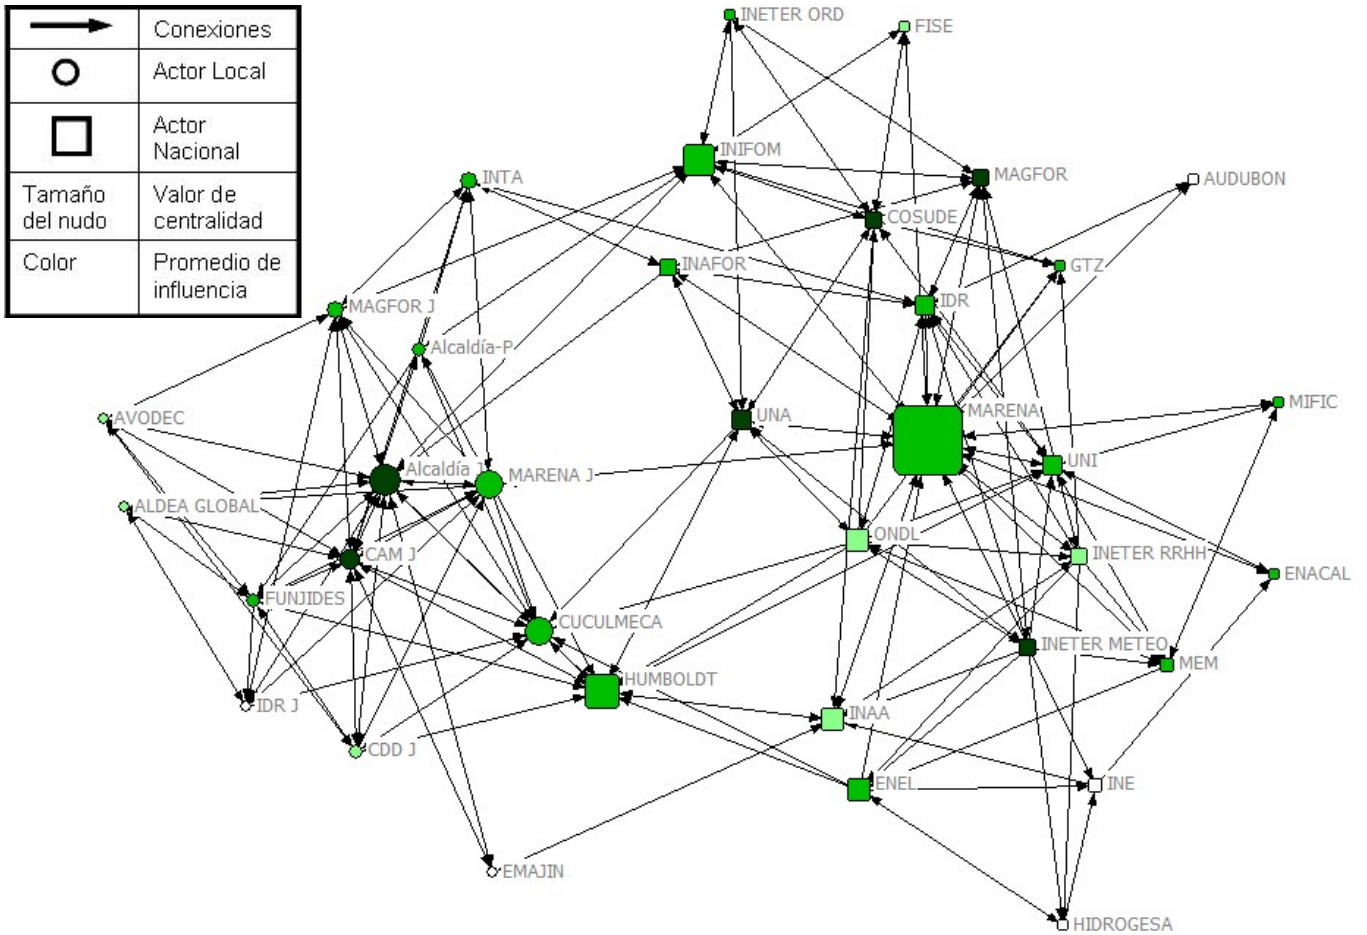 Conexiones
Actor Local
Actor
Nacional
Tamaño
del nudo
Valor de
centralidad
Color
Promedio de
influencia
INETER ORD
FISE
INIFOM
INTA
MAGFOR
AUDUBON
COSUDE
INAFOR
GTZ
IDR
MAGFOR J
Alcaldía-P
AVODEC
UNA
MARENA
MIFIC
Alcaldía J
MARENA J
UNI
ALDEA GLOBAL
CAM J
ONDL
INETER RRHH
ENACAL
FUNJIDES
CUCULMECA
INETER METEO
MEM
HUMBOLDT
IDR J
INAA
CDD J
ENEL
INE
EMAJIN
HIDROGESA